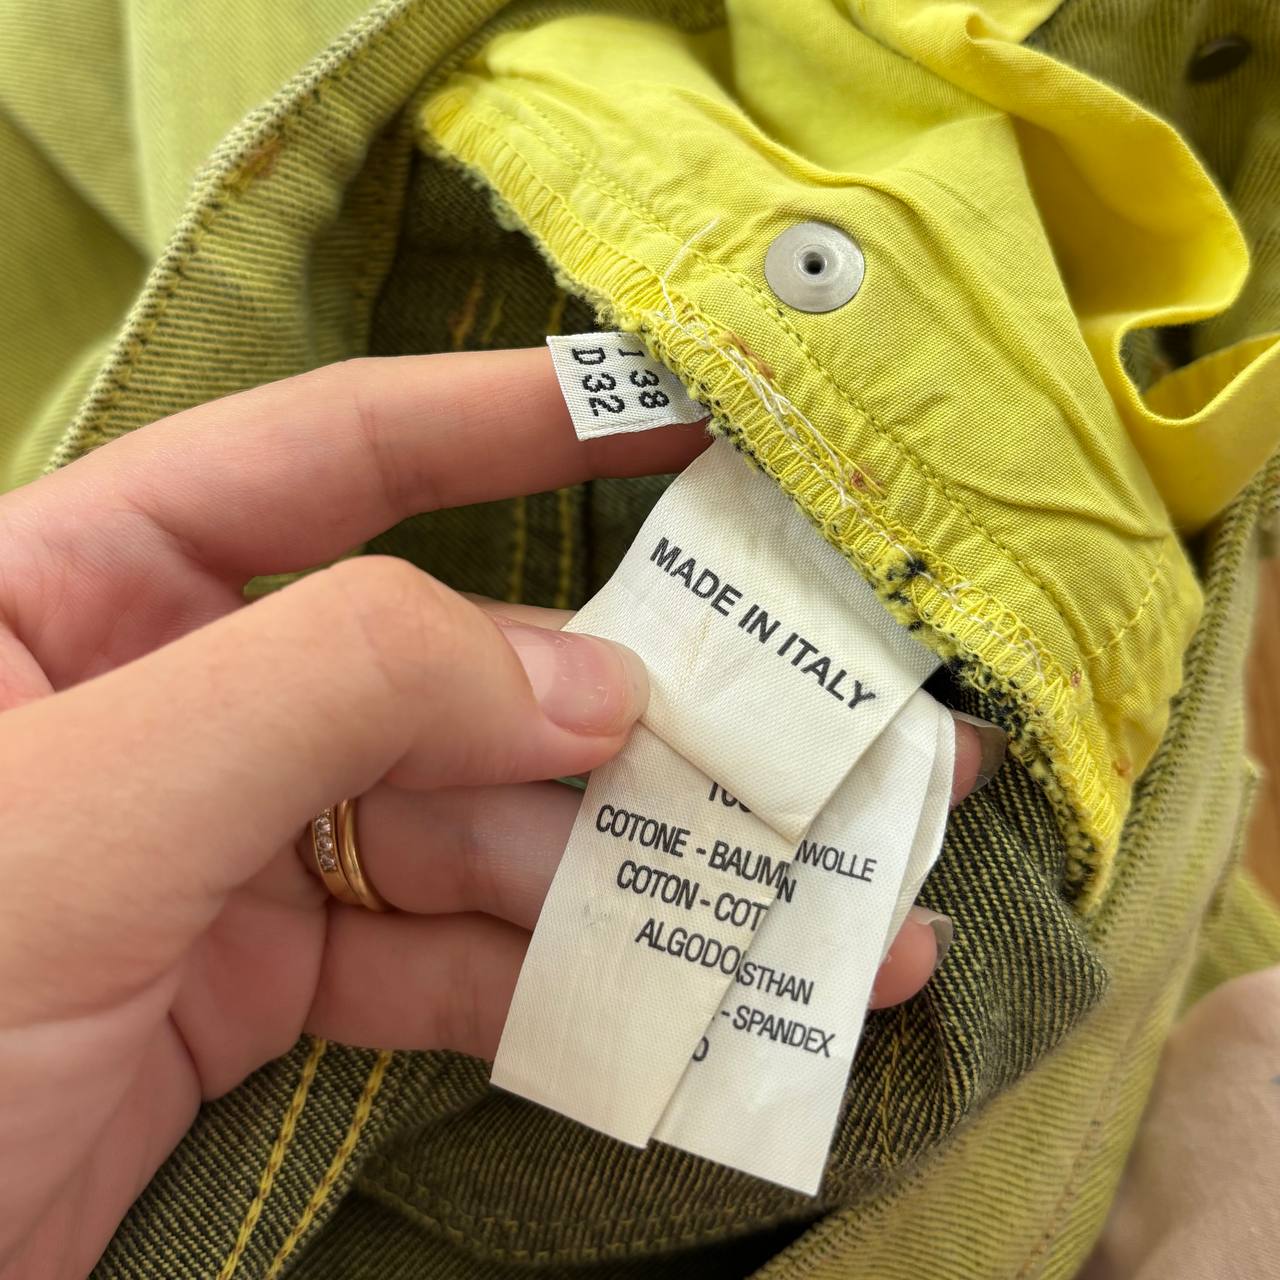 I 38
D 32
MADE IN ITALY
COTONE - BAUM
COTON - COT
ALGODO
WOLLE
N
STHAN
- SPANDEX